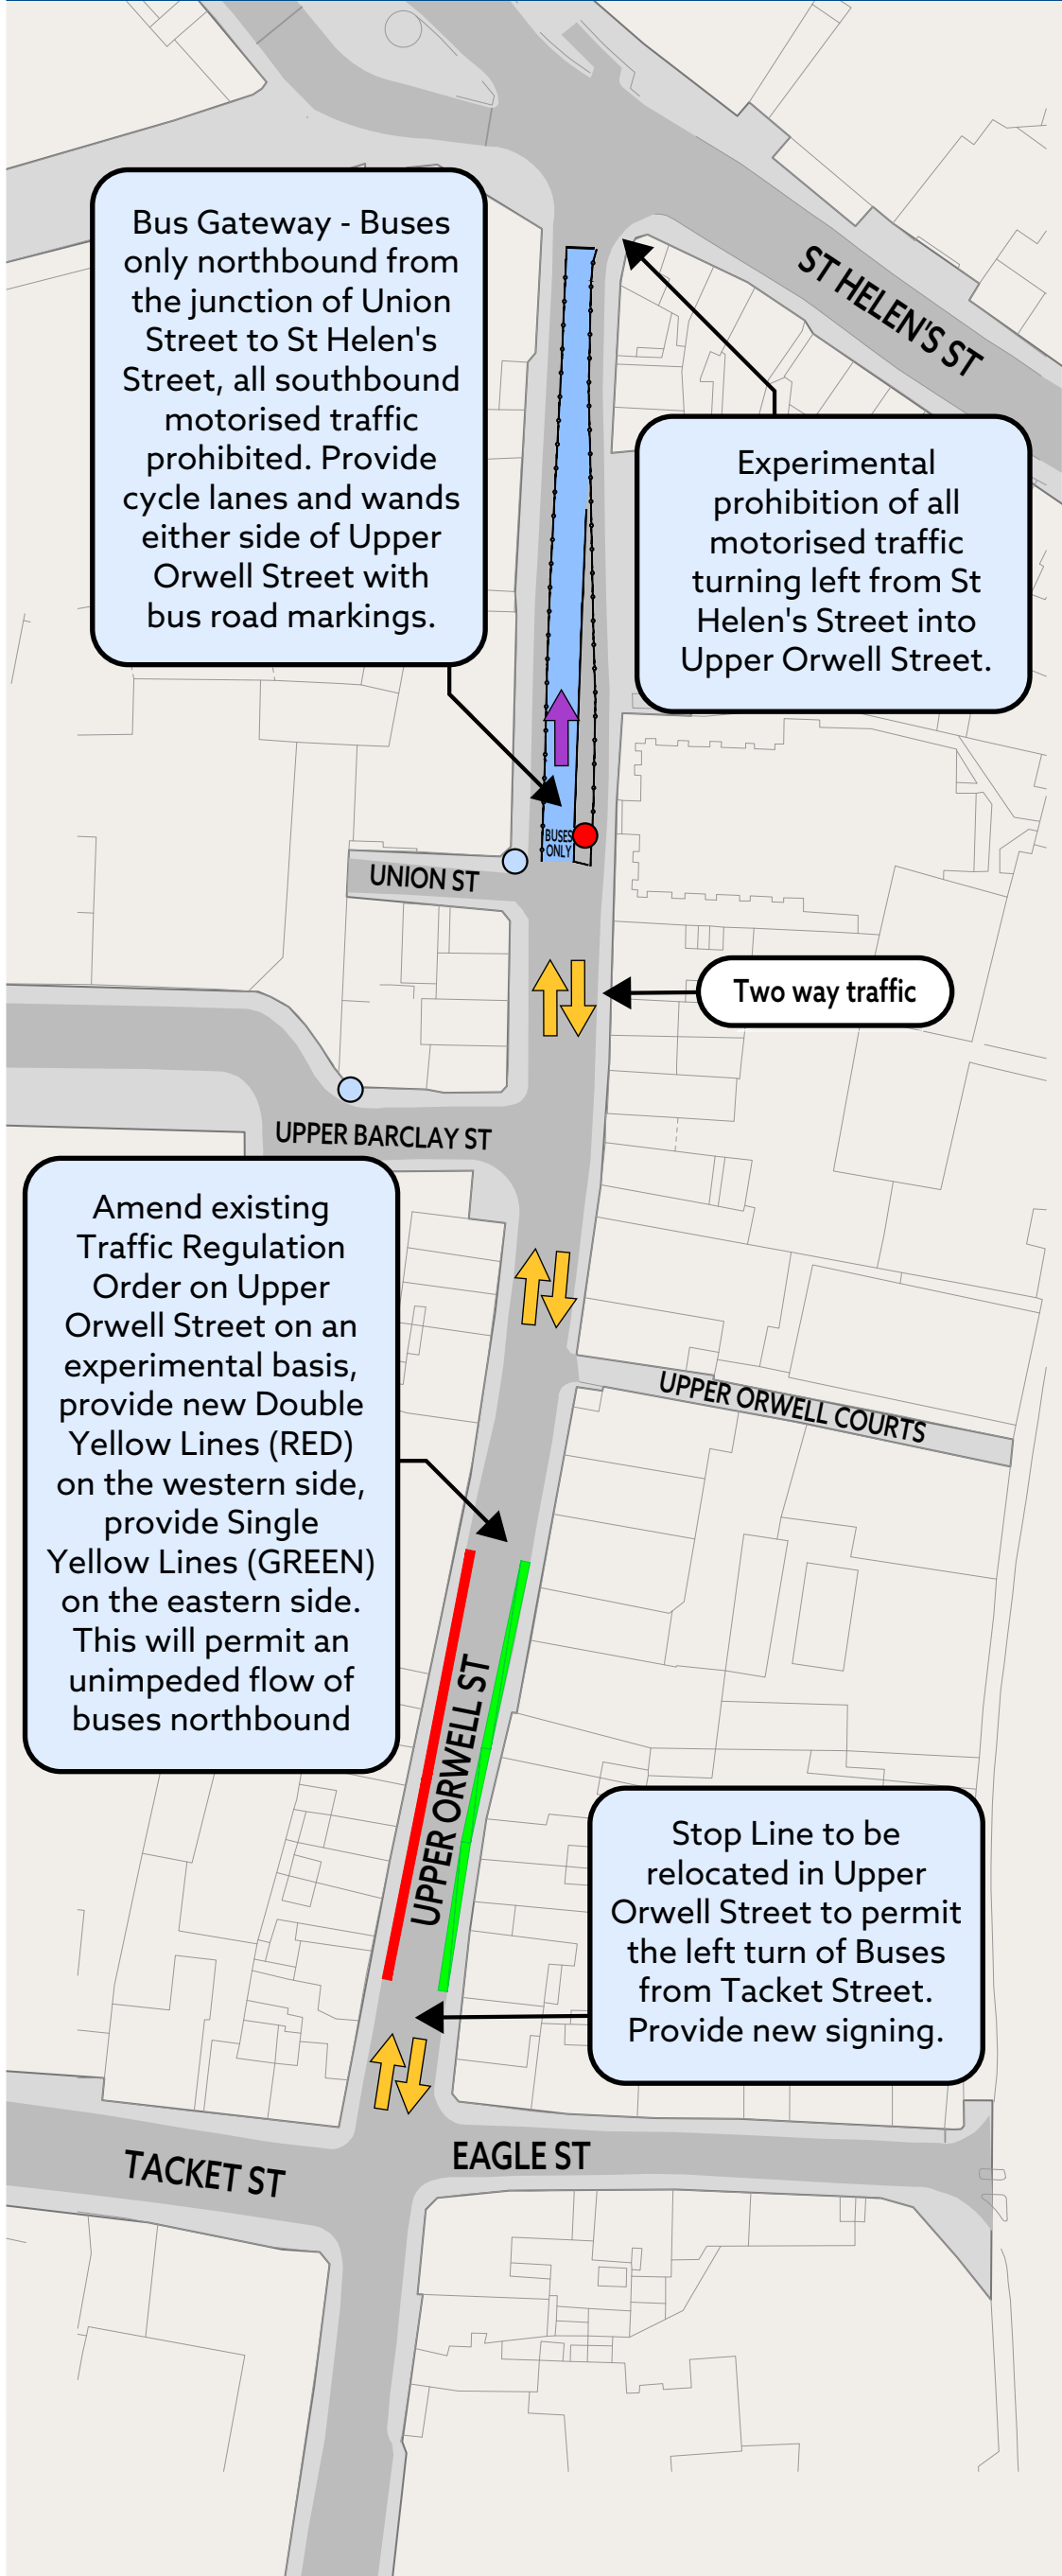 Bus Gateway - Buses
only northbound from
the junction of Union
Street to St Helen's
Street, all southbound
motorised traffic
prohibited. Provide
cycle lanes and wands
either side of Upper
Orwell Street with
bus road markings.
ST HELEN'S ST
Experimental
prohibition of all
motorised traffic
turning left from St
Helen's Street into
Upper Orwell Street.
BUSES
ONLY
UNION ST
Two way traffic
UPPER BARCLAY ST
Amend existing
Traffic Regulation
Order on Upper
Orwell Street on an
experimental basis,
provide new Double
Yellow Lines (RED)
on the western side,
provide Single
Yellow Lines (GREEN)
on the eastern side.
This will permit an
unimpeded flow of
buses northbound
UPPER ORWELL COURTS
UPPER ORWELL ST
Stop Line to be
relocated in Upper
Orwell Street to permit
the left turn of Buses
from Tacket Street.
Provide new signing.
TACKET ST
EAGLE ST